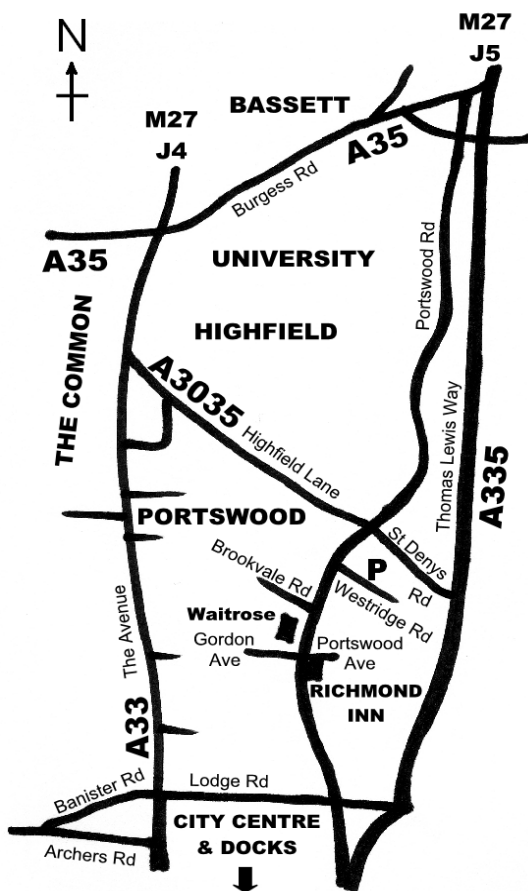 N
M27
J5
BASSETT
M27
J4
A35
Burgess Rd
A35
UNIVERSITY
Portswood Rd
HIGHFIELD
THE COMMON
A3035
Highfield Lane
Thomas Lewis Way
A335
PORTSWOOD
St Denys
Rd
P
Brookvale Rd
Westridge Rd
Waitrose
Gordon
Ave
Portswood
Ave
The Avenue
RICHMOND
INN
A33
Banister Rd
Lodge Rd
CITY CENTRE
& DOCKS
Archers Rd